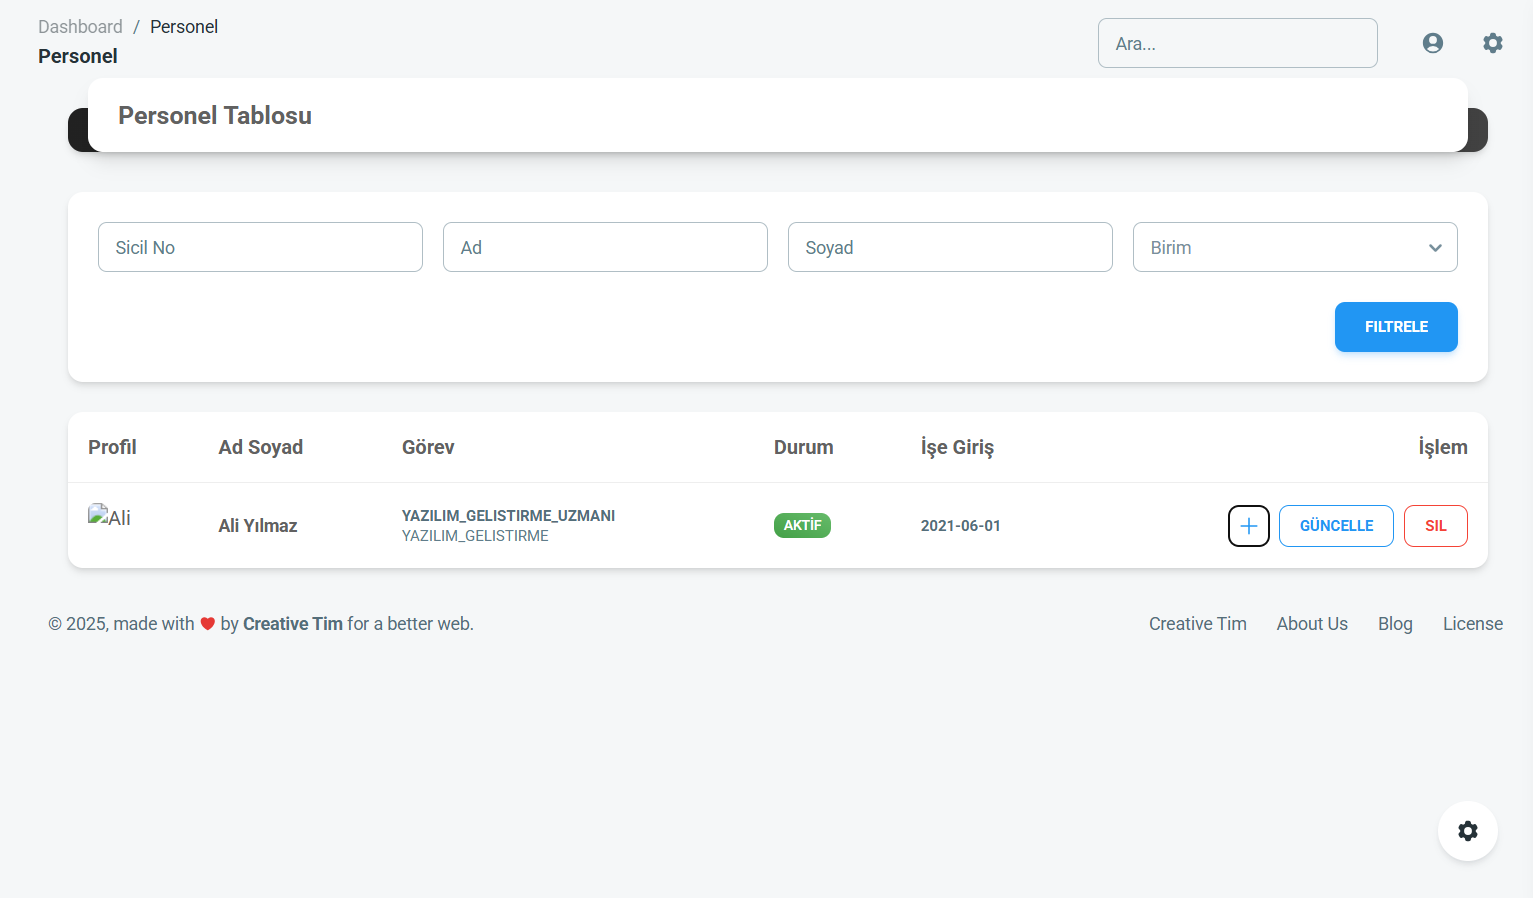 Dashboard / Personel
Personel
Ara...
Personel Tablosu
Sicil No
Ad
Soyad
Birim
FILTRELE
Profil
Ad Soyad
Görev
Durum
İşe Giriş
İşlem
Ali
Ali Yılmaz
YAZILIM_GELISTIRME_UZMANI
YAZILIM_GELISTIRME
AKTİF
2021-06-01
GÜNCELLE
SIL
© 2025, made with ❤ by Creative Tim for a better web.
Creative Tim
About Us
Blog
License